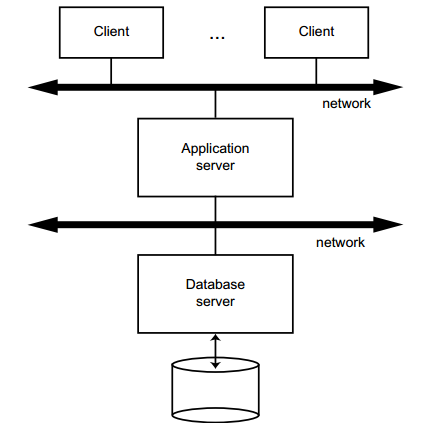 Client
...
Client
network
Application
server
network
Database
server